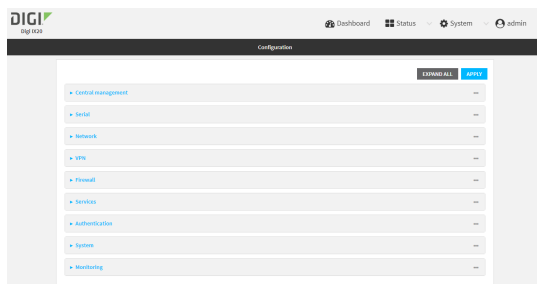 DIGI
Digi IX20
Dashboard
Status
System
admin
Configuration
EXPAND ALL
APPLY
Central management
Serial
Network
VPN
Firewall
Services
Authentication
System
Monitoring